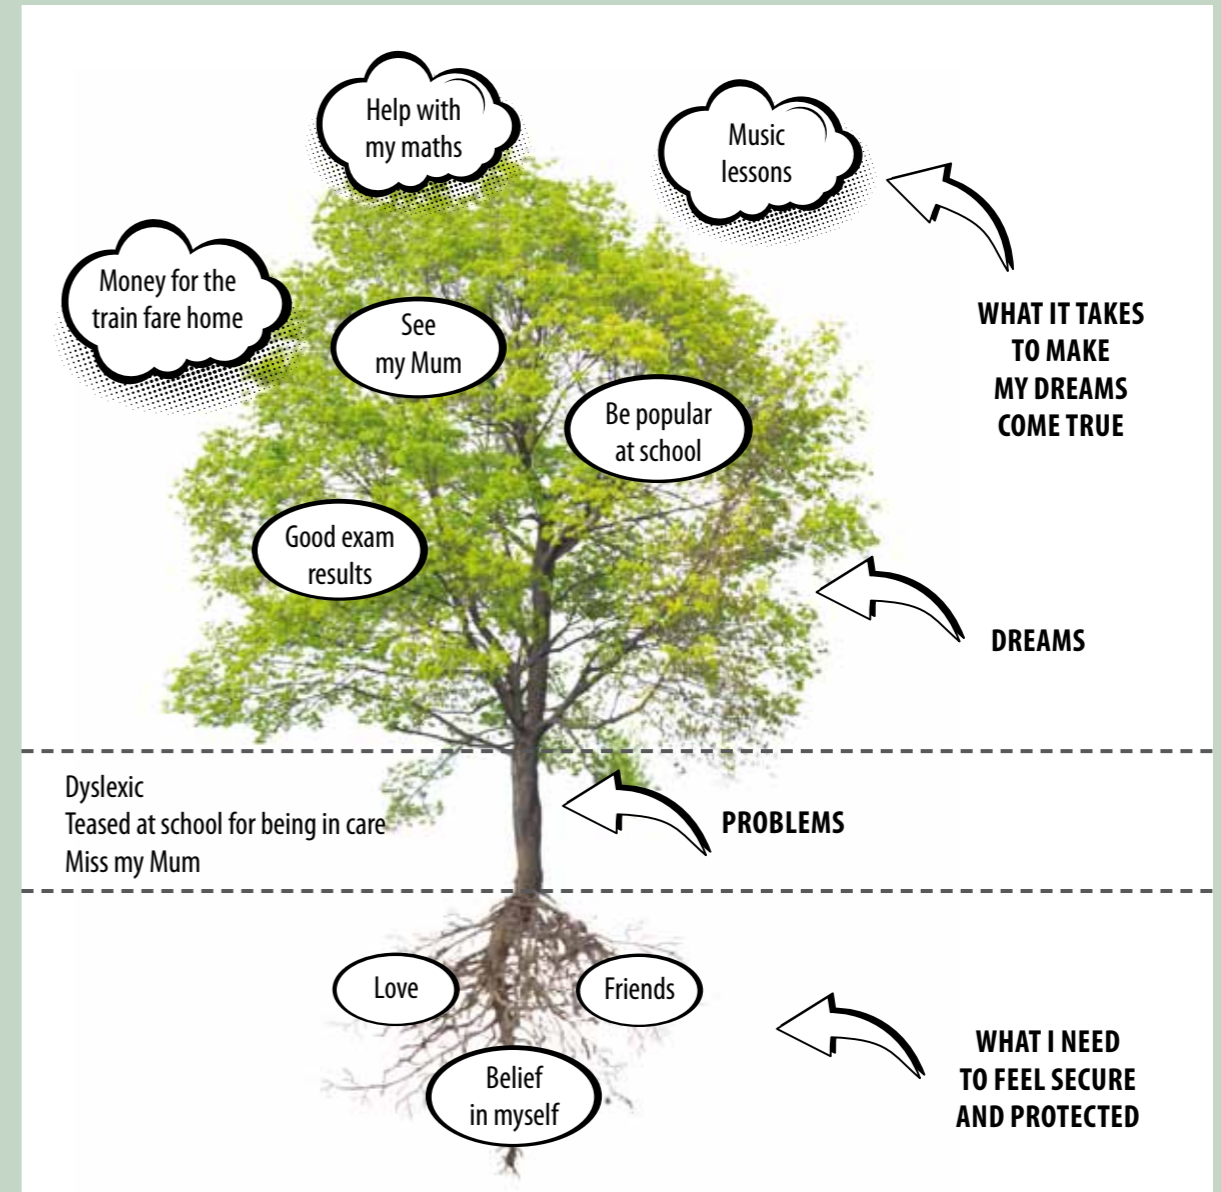 Help with
my maths
Music
lessons
Money for the
train fare home
See
my Mum
WHAT IT TAKES
TO MAKE
MY DREAMS
COME TRUE
Be popular
at school
Good exam
results
DREAMS
Dyslexic
Teased at school for being in care
Miss my Mum
PROBLEMS
Love
Friends
Belief
in myself
WHAT I NEED
TO FEEL SECURE
AND PROTECTED